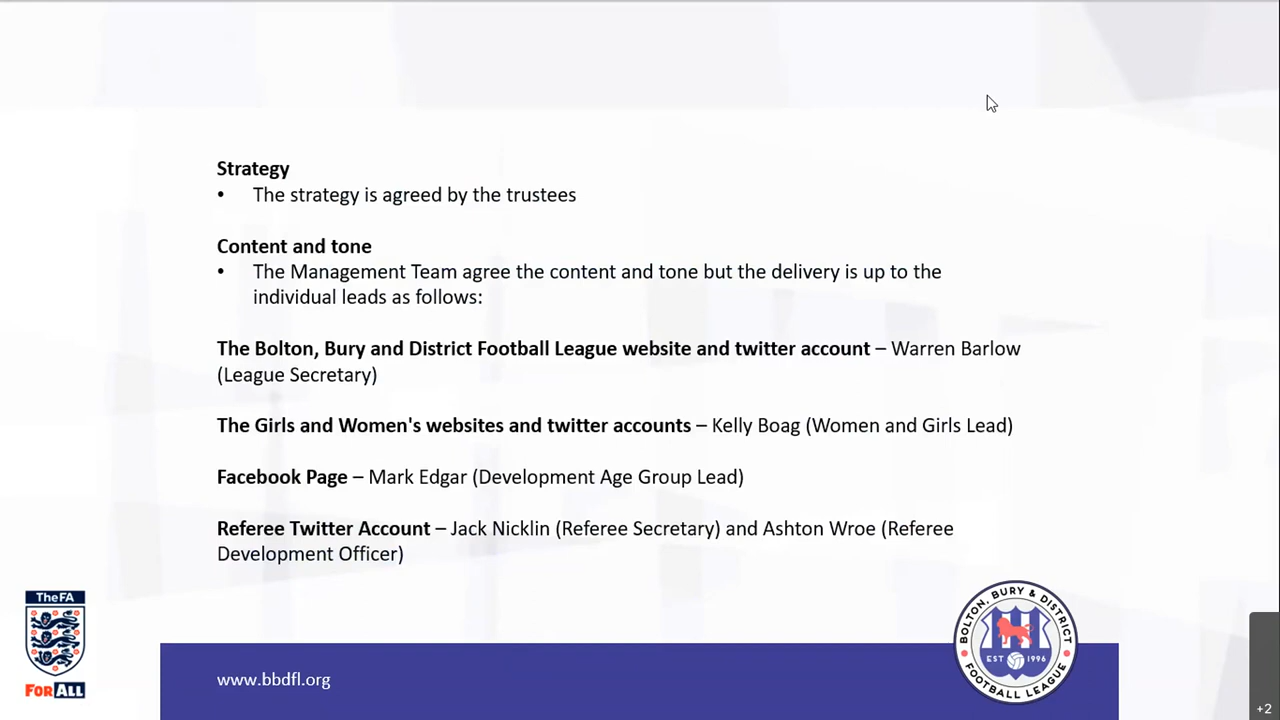 Strategy
• The strategy is agreed by the trustees
Content and tone
• The Management Team agree the content and tone but the delivery is up to the
individual leads as follows:
The Bolton, Bury and District Football League website and twitter account – Warren Barlow
(League Secretary)
The Girls and Women's websites and twitter accounts – Kelly Boag (Women and Girls Lead)
Facebook Page – Mark Edgar (Development Age Group Lead)
Referee Twitter Account – Jack Nicklin (Referee Secretary) and Ashton Wroe (Referee
Development Officer)
The FA
FOR ALL
www.bbdfl.org
BOLTON, BURY & DISTRICT
EST 1996
FOOTBALL LEAGUE
+2